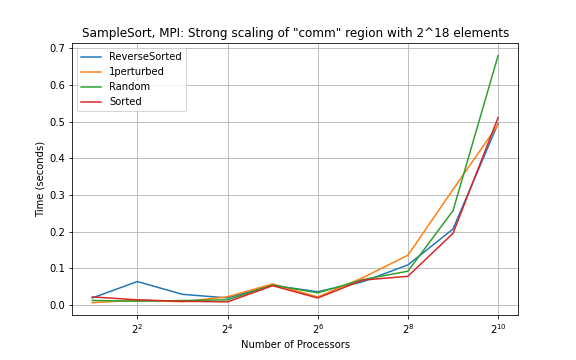 SampleSort, MPI: Strong scaling of "comm" region with 2^18 elements
ReverseSorted
1perturbed
Random
Sorted
Time (seconds)
0.7
0.6
0.5
0.4
0.3
0.2
0.1
0.0
2² 2⁴ 2⁶ 2⁸ 2¹⁰
Number of Processors